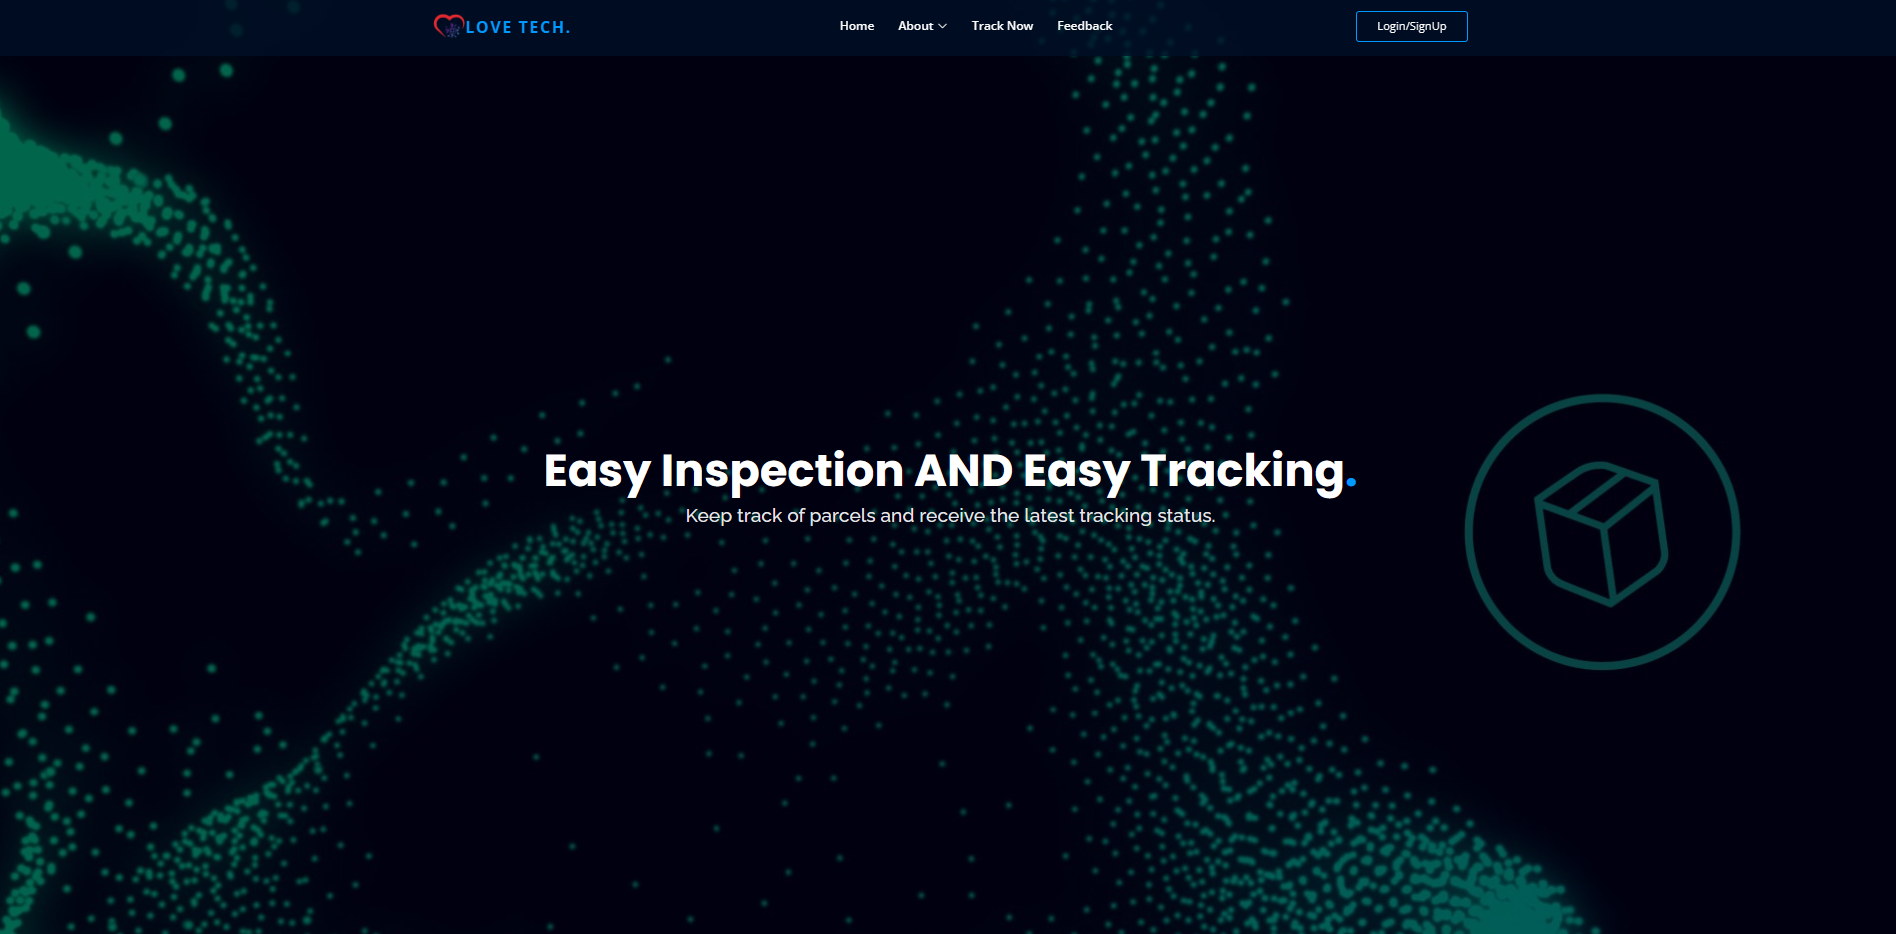 LOVE TECH.
Home About Track Now Feedback
Login/SignUp
Easy Inspection AND Easy Tracking.
Keep track of parcels and receive the latest tracking status.